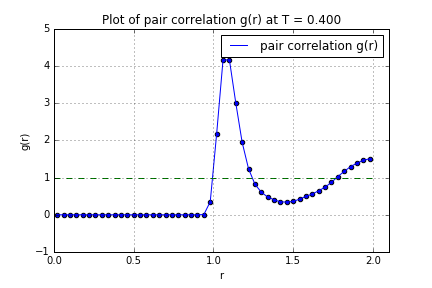 Plot of pair correlation g(r) at T = 0.400
pair correlation g(r)
g(r)
5
4
3
2
1
0
−1
0.0 0.5 1.0 1.5 2.0
r